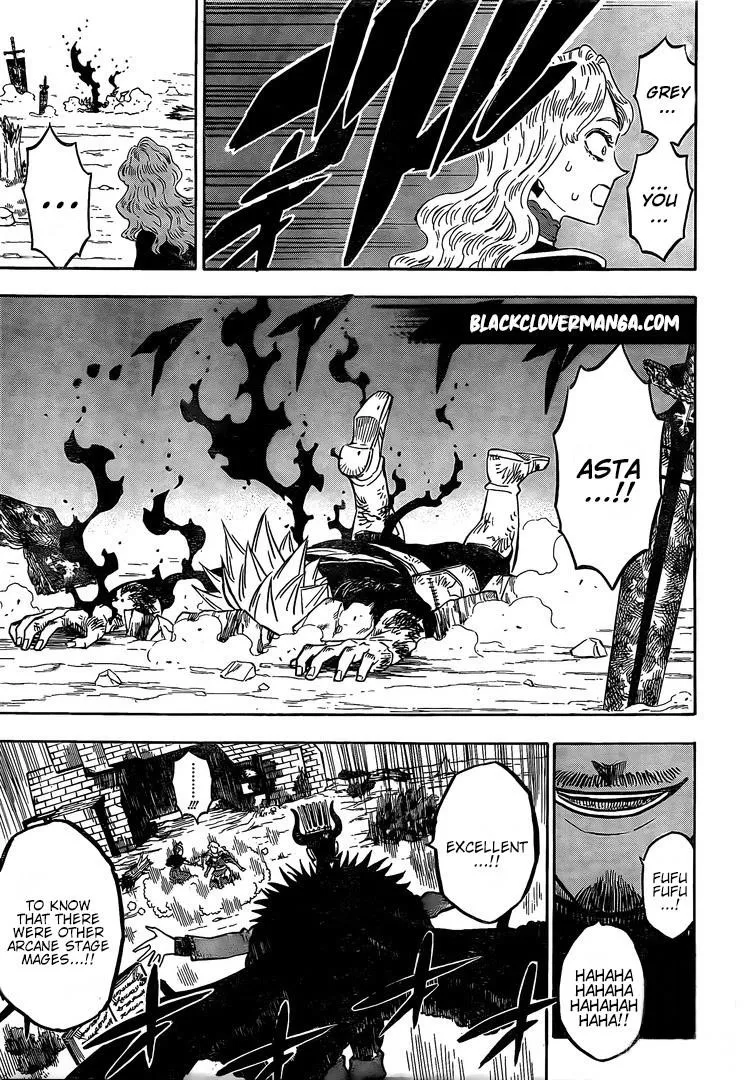 GREY
...
...
YOU
...
BLACKCLOVERMANGA.COM
ASTA
...!!
FUFU
FUFU
...!
HAHAHA
HAHAHA
HAHAHAH
HAHA!!
EXCELLENT
...!!
.........!!
TO KNOW
THAT THERE
WERE OTHER
ARCANE STAGE
MAGES...!!